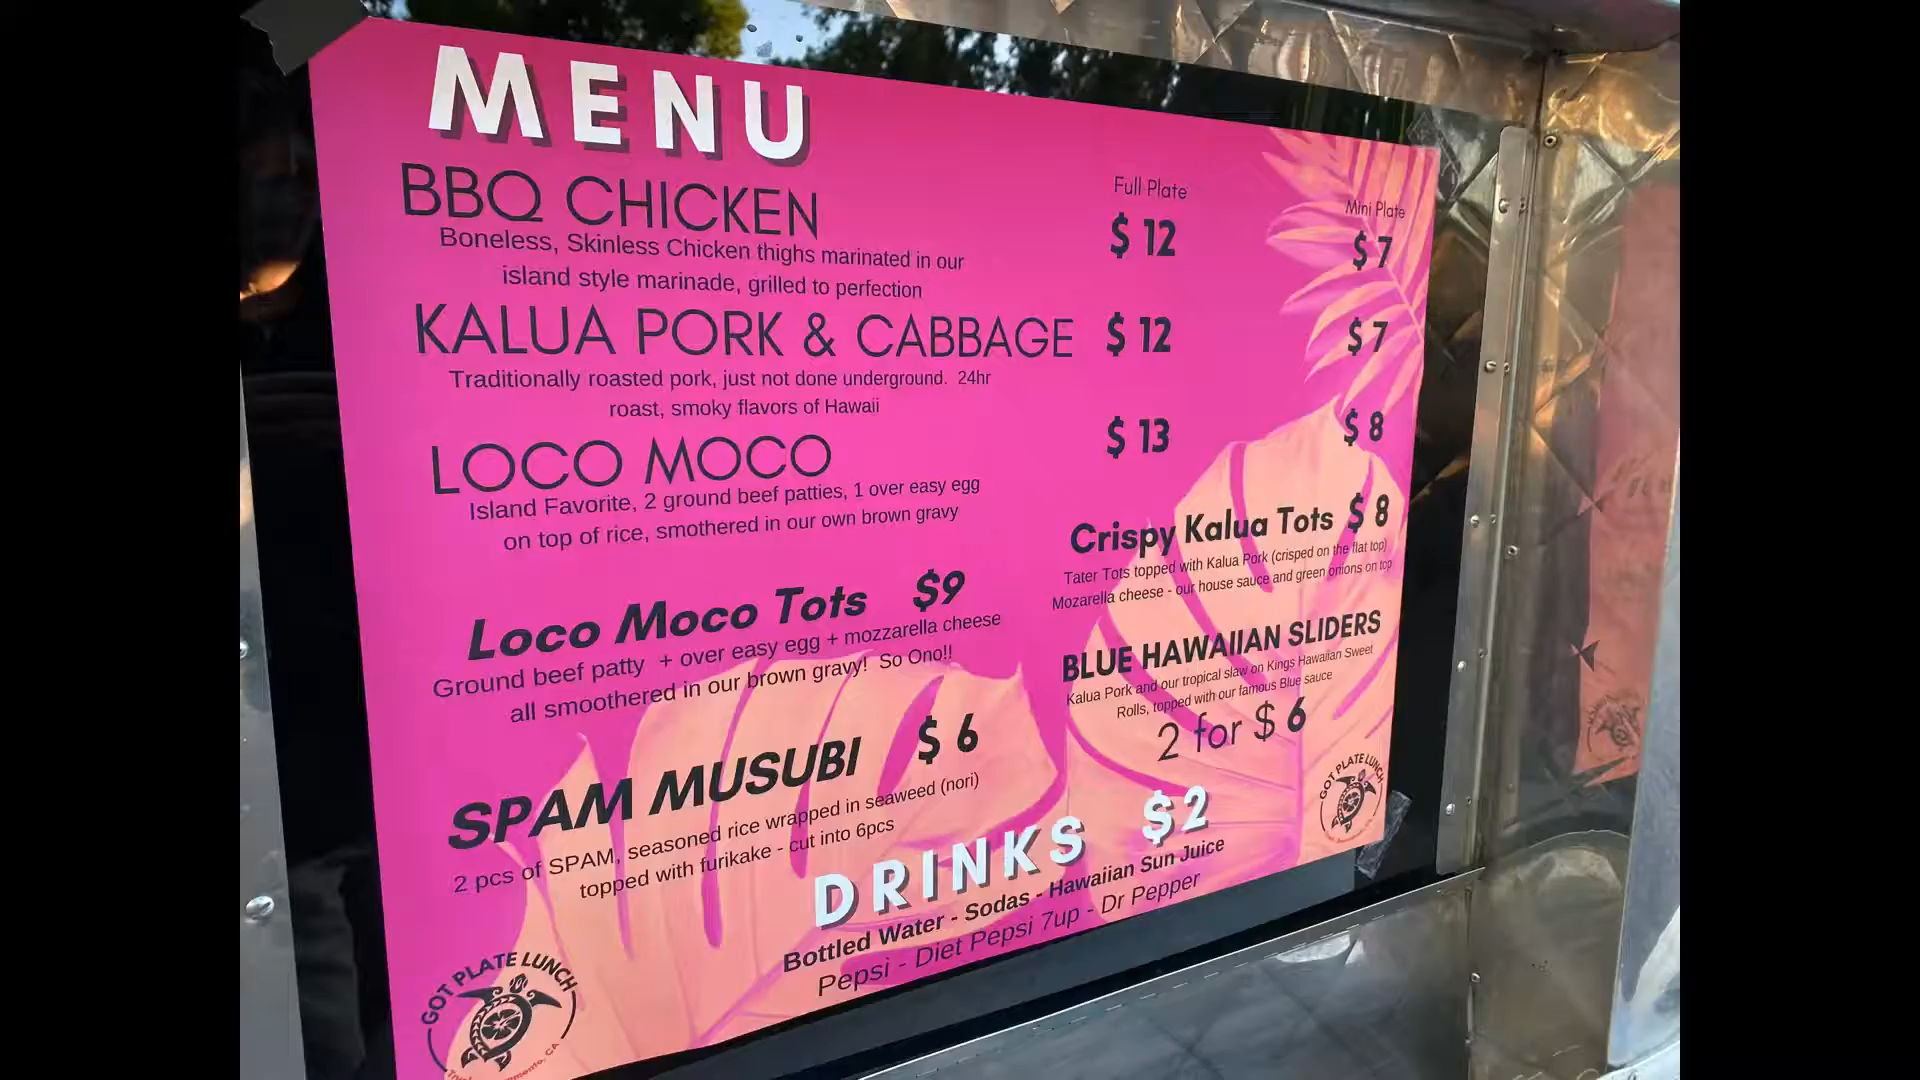 MENU
Full Plate
Mini Plate
BBQ CHICKEN $ 12 $ 7
Boneless, Skinless Chicken thighs marinated in our
island style marinade, grilled to perfection
KALUA PORK & CABBAGE $ 12 $ 7
Traditionally roasted pork, just not done underground. 24hr
roast, smoky flavors of Hawaii
LOCO MOCO $ 13 $ 8
Island Favorite, 2 ground beef patties, 1 over easy egg
on top of rice, smothered in our own brown gravy
Loco Moco Tots $9
Ground beef patty + over easy egg + mozzarella cheese
all smoothered in our brown gravy! So Ono!!
SPAM MUSUBI $ 6
2 pcs of SPAM, seasoned rice wrapped in seaweed (nori)
topped with furikake - cut into 6pcs
Crispy Kalua Tots $ 8
Tater Tots topped with Kalua Pork (crisped on the flat top)
Mozarella cheese - our house sauce and green onions on top
BLUE HAWAIIAN SLIDERS
Kalua Pork and our tropical slaw on Kings Hawaiian Sweet
Rolls, topped with our famous Blue sauce
2 for $ 6
DRINKS $2
Bottled Water - Sodas - Hawaiian Sun Juice
Pepsi - Diet Pepsi 7up - Dr Pepper
GOT PLATE LUNCH
GOT PLATE LUNCH